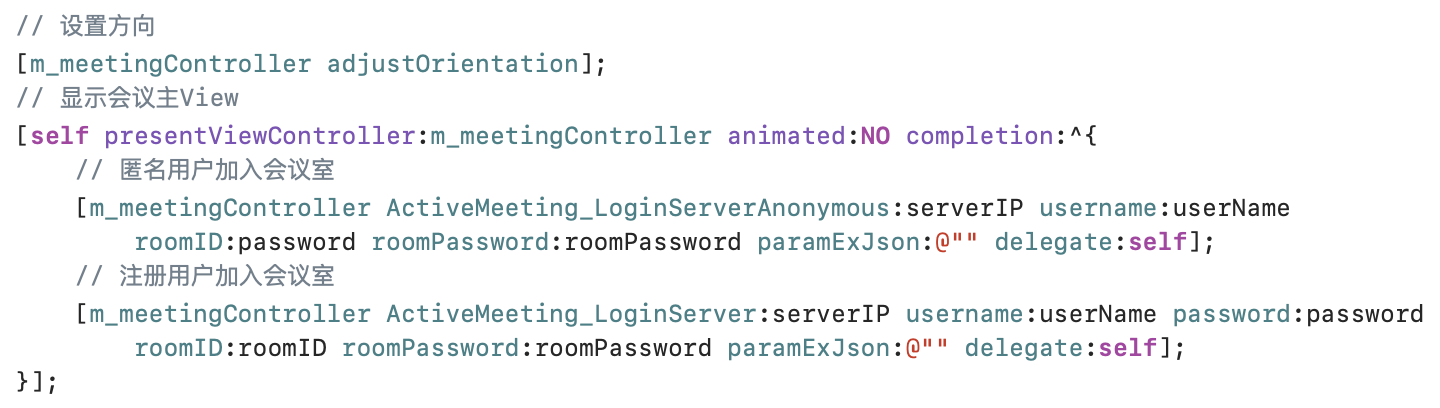 // 设置方向
[m_meetingController adjustOrientation];
// 显示会议主View
[self presentViewController:m_meetingController animated:NO completion:^{
    // 匿名用户加入会议室
    [m_meetingController ActiveMeeting_LoginServerAnonymous:serverIP username:userName
        roomID:password roomPassword:roomPassword paramExJson:@"" delegate:self];
    // 注册用户加入会议室
    [m_meetingController ActiveMeeting_LoginServer:serverIP username:userName password:password
        roomID:roomID roomPassword:roomPassword paramExJson:@"" delegate:self];
}];